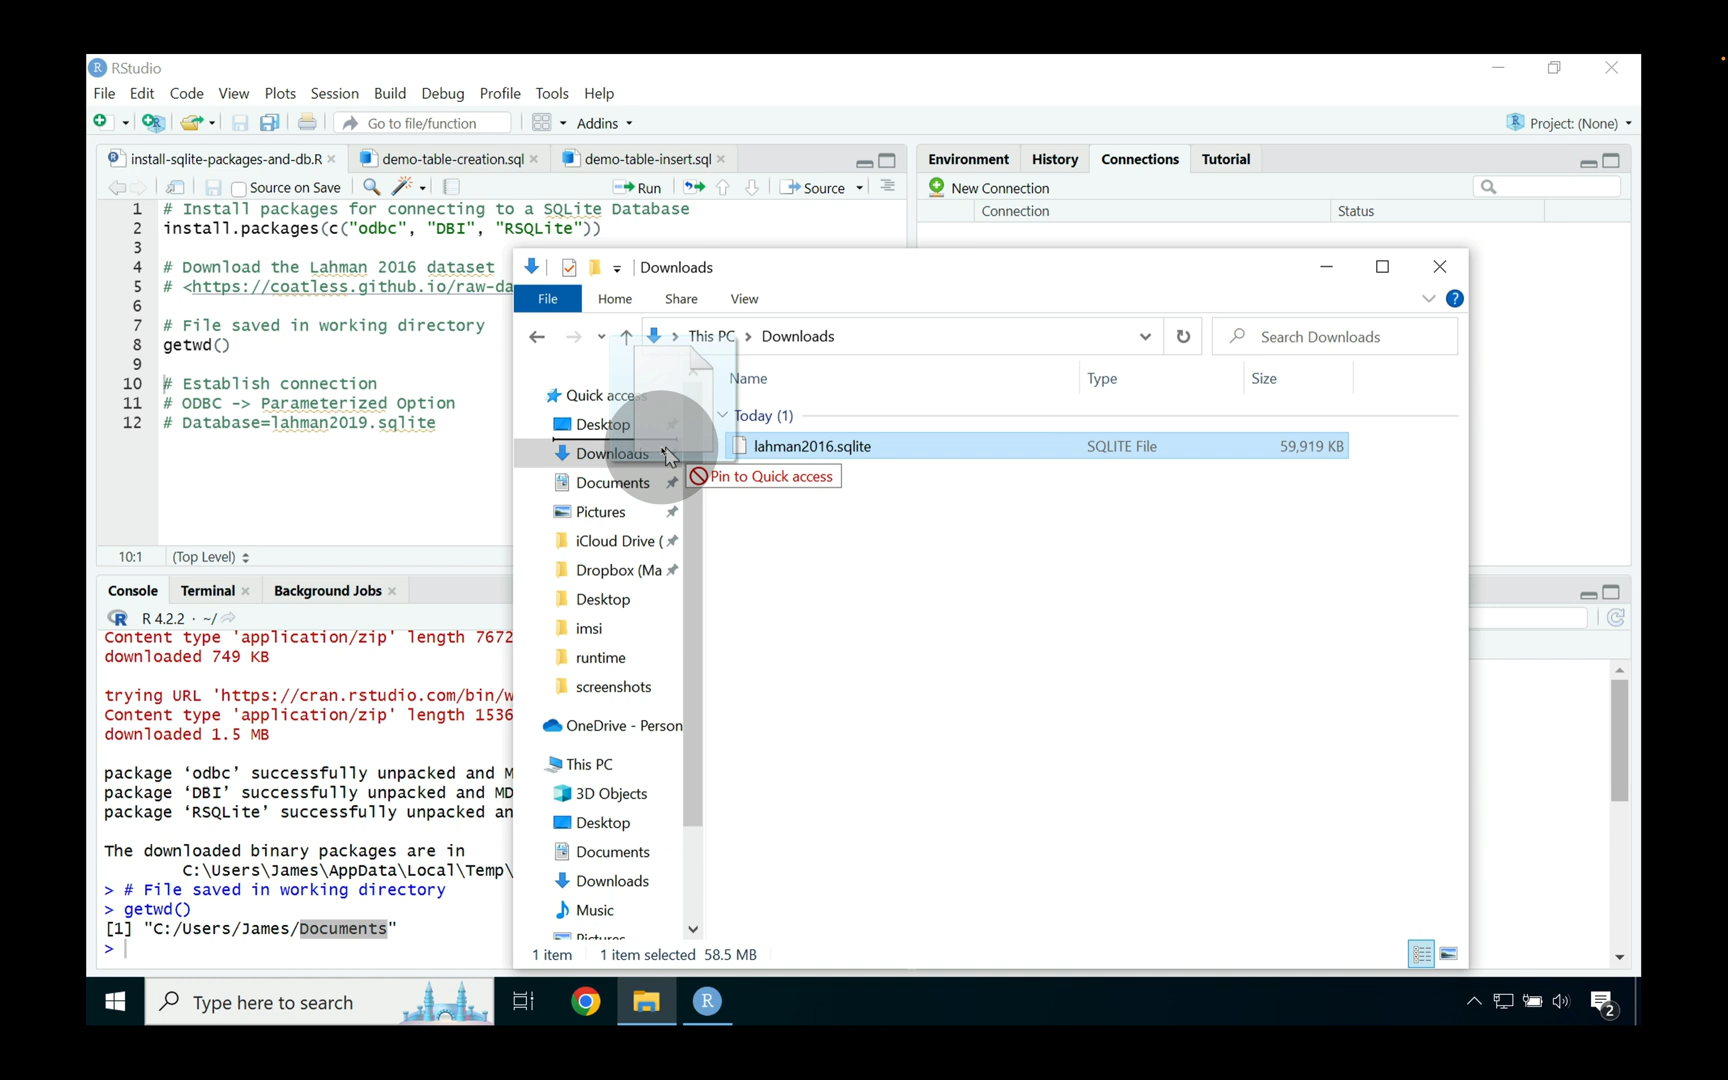 RStudio
File Edit Code View Plots Session Build Debug Profile Tools Help
Go to file/function Addins Project: (None)
install-sqlite-packages-and-db.R demo-table-creation.sql demo-table-insert.sql
Source on Save Run Source
1 # Install packages for connecting to a SQLite Database
2 install.packages(c("odbc", "DBI", "RSQLite"))
3
4 # Download the Lahman 2016 dataset
5 # <https://coatless.github.io/raw-da
6
7 # File saved in working directory
8 getwd()
9
10 # Establish connection
11 # ODBC -> Parameterized Option
12 # Database=lahman2019.sqlite
10:1 (Top Level)
Environment History Connections Tutorial
New Connection
Connection Status
Console Terminal Background Jobs
R 4.2.2 · ~/
Content type 'application/zip' length 7672
downloaded 749 KB
trying URL 'https://cran.rstudio.com/bin/w
Content type 'application/zip' length 1536
downloaded 1.5 MB
package ‘odbc’ successfully unpacked and M
package ‘DBI’ successfully unpacked and MD
package ‘RSQLite’ successfully unpacked an
The downloaded binary packages are in
C:\Users\James\AppData\Local\Temp\
> # File saved in working directory
> getwd()
[1] "C:/Users/James/Documents"
>
Downloads
File Home Share View
This PC > Downloads Search Downloads
Name Type Size
Today (1)
lahman2016.sqlite SQLITE File 59,919 KB
Pin to Quick access
Quick access
Desktop
Downloads
Documents
Pictures
iCloud Drive (
Dropbox (Ma
Desktop
imsi
runtime
screenshots
OneDrive - Person
This PC
3D Objects
Desktop
Documents
Downloads
Music
Pictures
1 item 1 item selected 58.5 MB
Type here to search
2